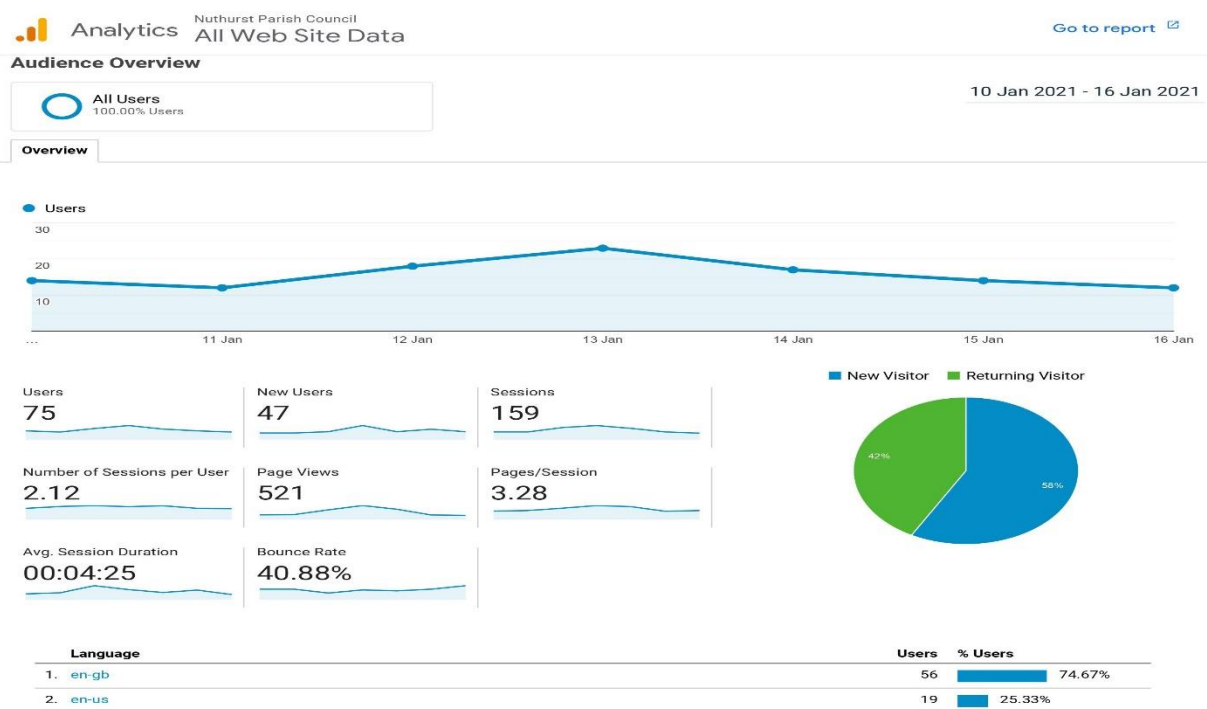 Analytics
Nuthurst Parish Council
All Web Site Data
Go to report
Audience Overview
All Users
100.00% Users
10 Jan 2021 - 16 Jan 2021
Overview
Users
30
20
10
... 11 Jan 12 Jan 13 Jan 14 Jan 15 Jan 16 Jan
New Visitor Returning Visitor
Users New Users Sessions
75 47 159
Number of Sessions per User Page Views Pages/Session
2.12 521 3.28
Avg. Session Duration Bounce Rate
00:04:25 40.88%
42%
58%
Language Users % Users
1. en-gb 56 74.67%
2. en-us 19 25.33%